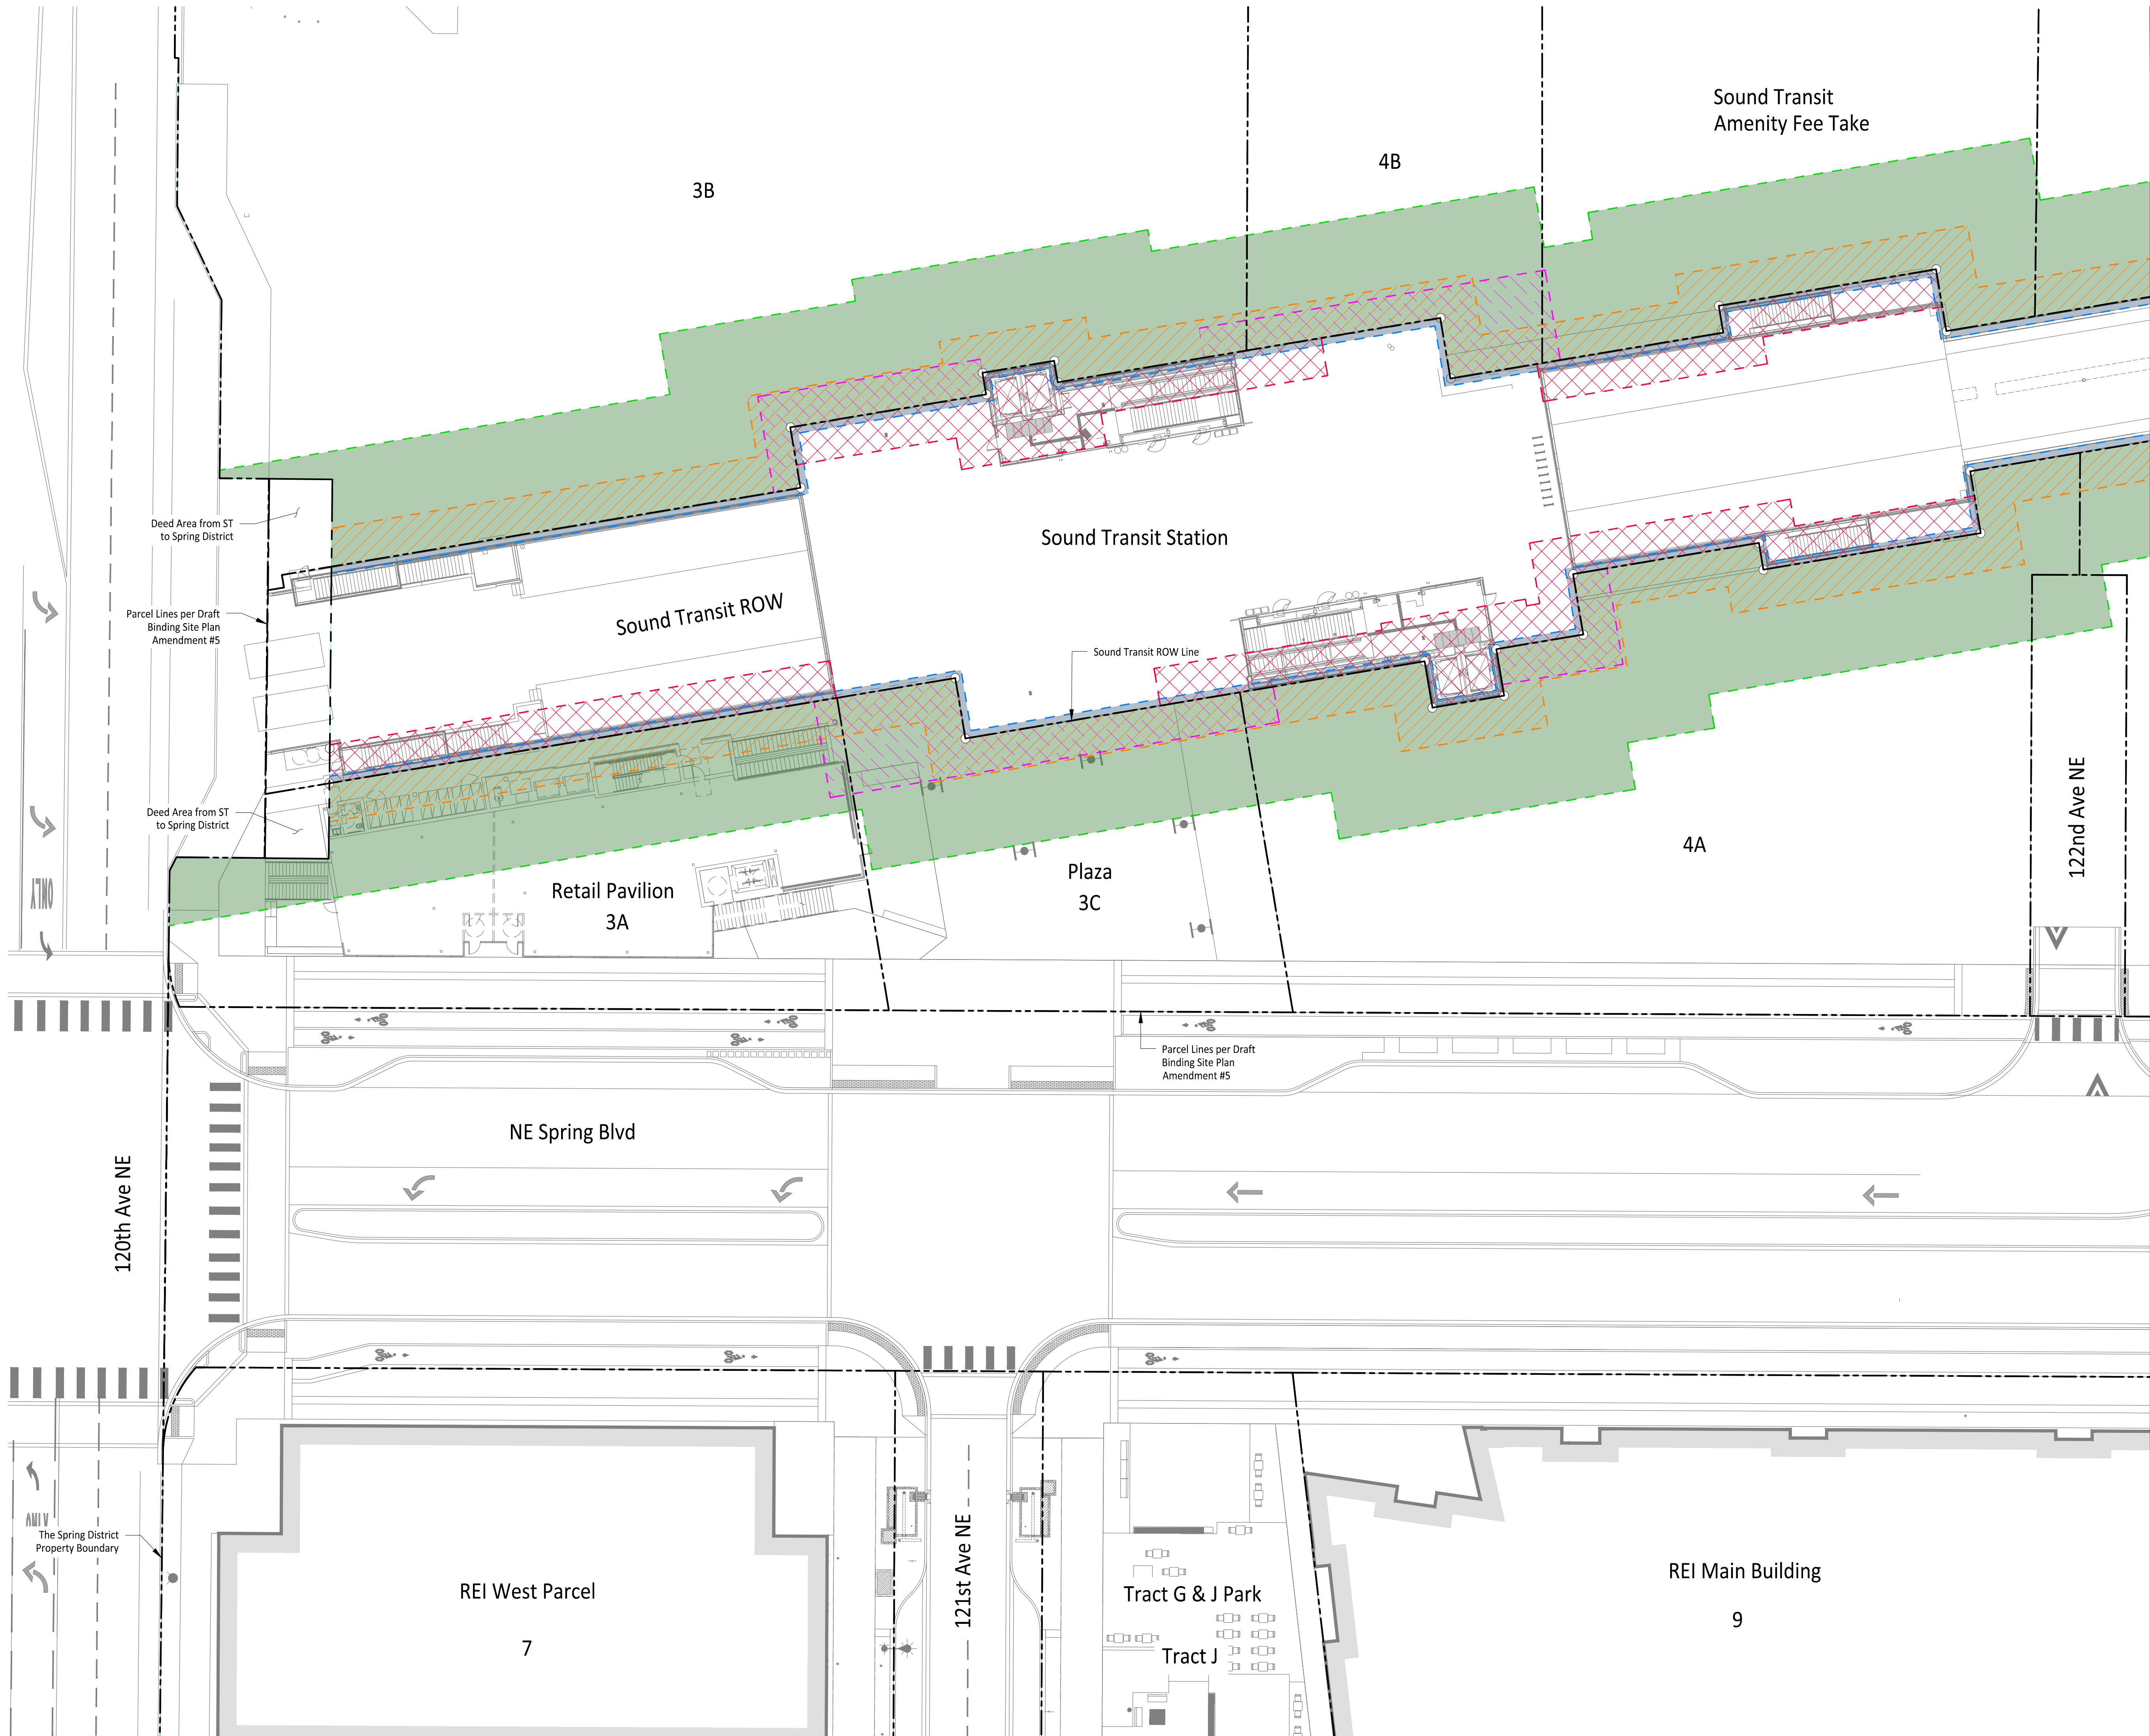 Sound Transit
Amenity Fee Take
4B
3B
Deed Area from ST
to Spring District
Sound Transit Station
Parcel Lines per Draft
Binding Site Plan
Amendment #5
Sound Transit ROW
Sound Transit ROW Line
Deed Area from ST
to Spring District
122nd Ave NE
4A
Plaza
3C
Retail Pavilion
3A
ONLY
Parcel Lines per Draft
Binding Site Plan
Amendment #5
NE Spring Blvd
120th Ave NE
ONLY
The Spring District
Property Boundary
REI West Parcel
7
121st Ave NE
Tract G & J Park
Tract J
REI Main Building
9